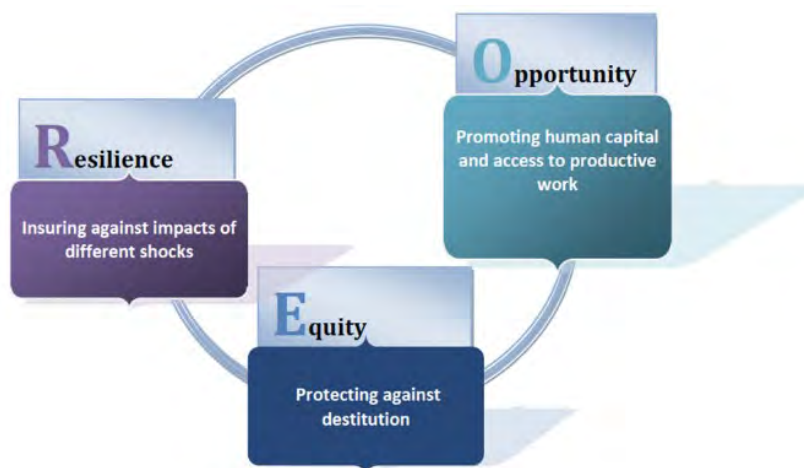 Opportunity
Promoting human capital
and access to productive
work
Resilience
Insuring against impacts of
different shocks
Equity
Protecting against
destitution